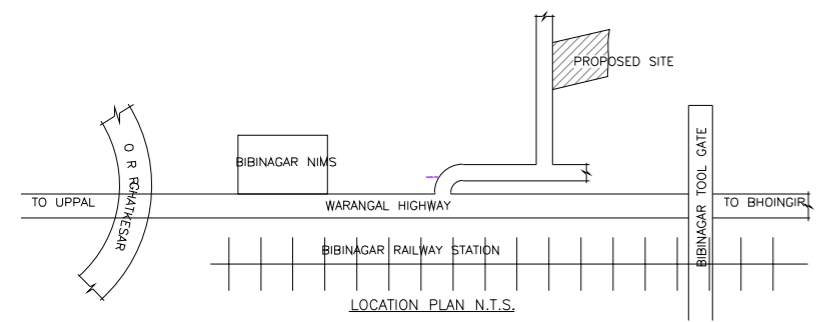 PROPOSED SITE
O R R GHATKESAR
BIBINAGAR NIMS
BIBINAGAR TOOL GATE
TO UPPAL
WARANGAL HIGHWAY
TO BHOINGIR
BIBINAGAR RAILWAY STATION
LOCATION PLAN N.T.S.